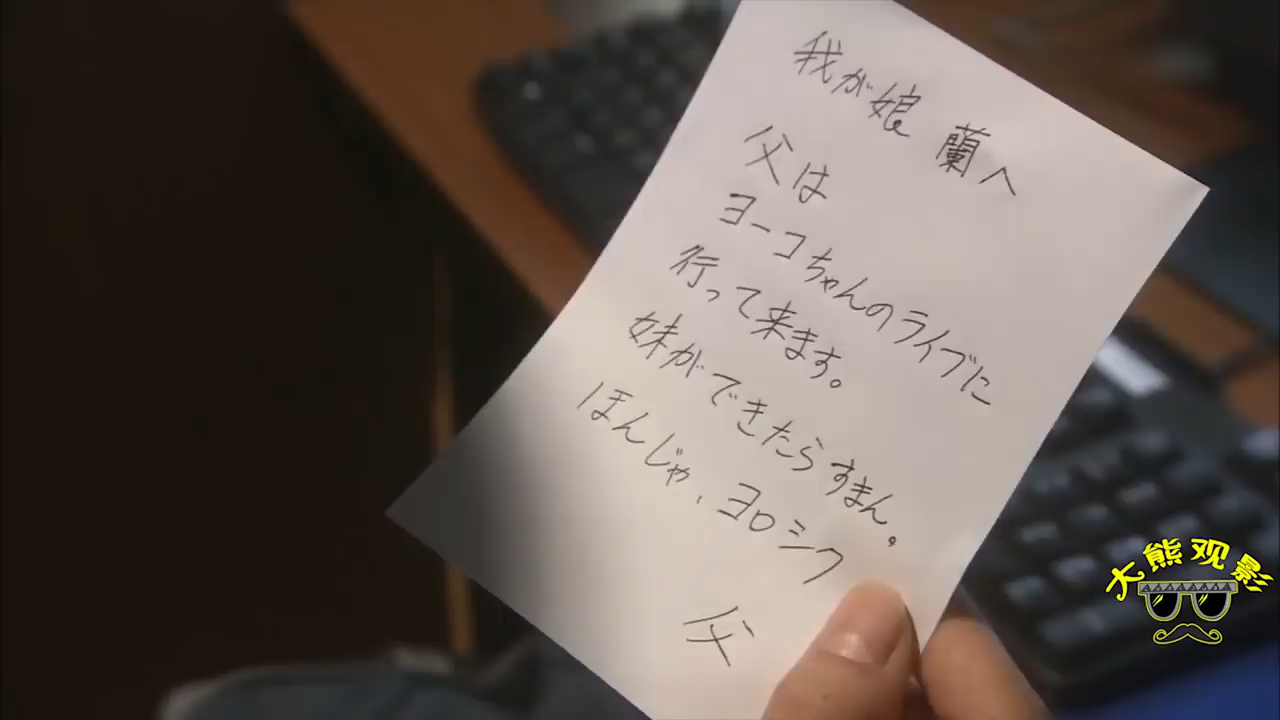 我が娘 蘭へ
父は
ヨーコちゃんのライブに
行って来ます。
妹ができたらすまん。
ほんじゃ、ヨロシク
父
大熊观影